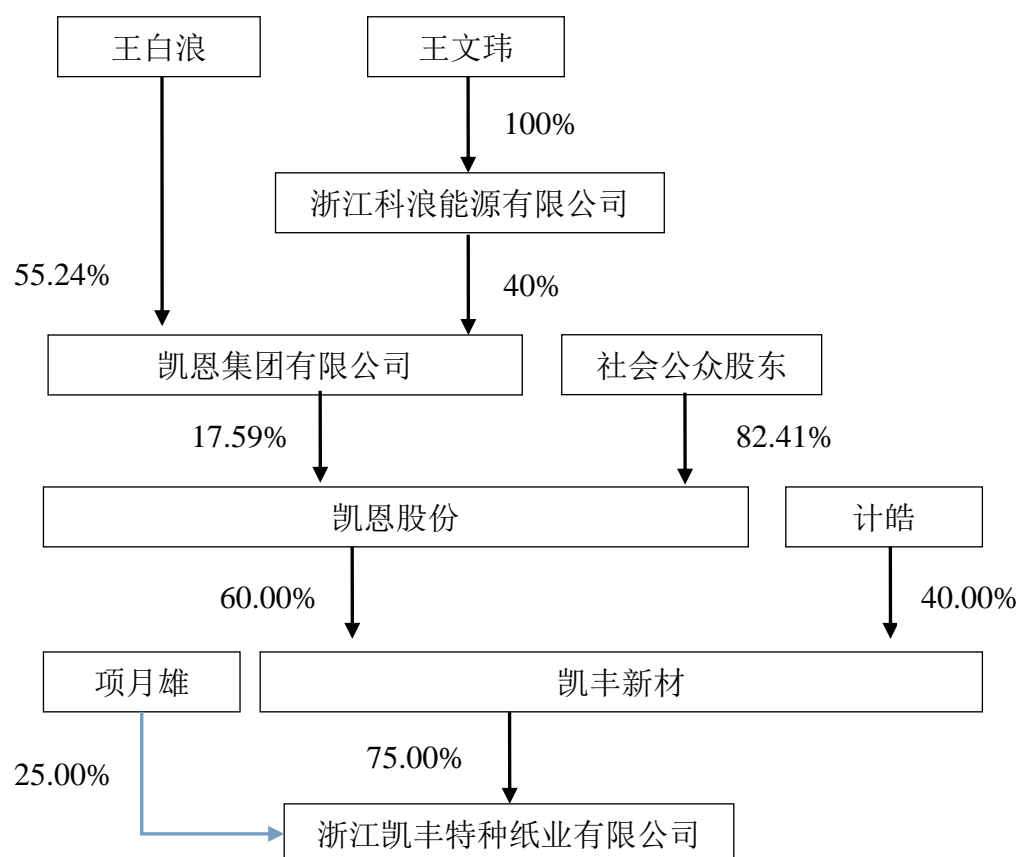 王白浪
王文玮
100%
浙江科浪能源有限公司
55.24%
40%
凯恩集团有限公司
社会公众股东
17.59%
82.41%
凯恩股份
计皓
60.00%
40.00%
项月雄
凯丰新材
25.00%
75.00%
浙江凯丰特种纸业有限公司